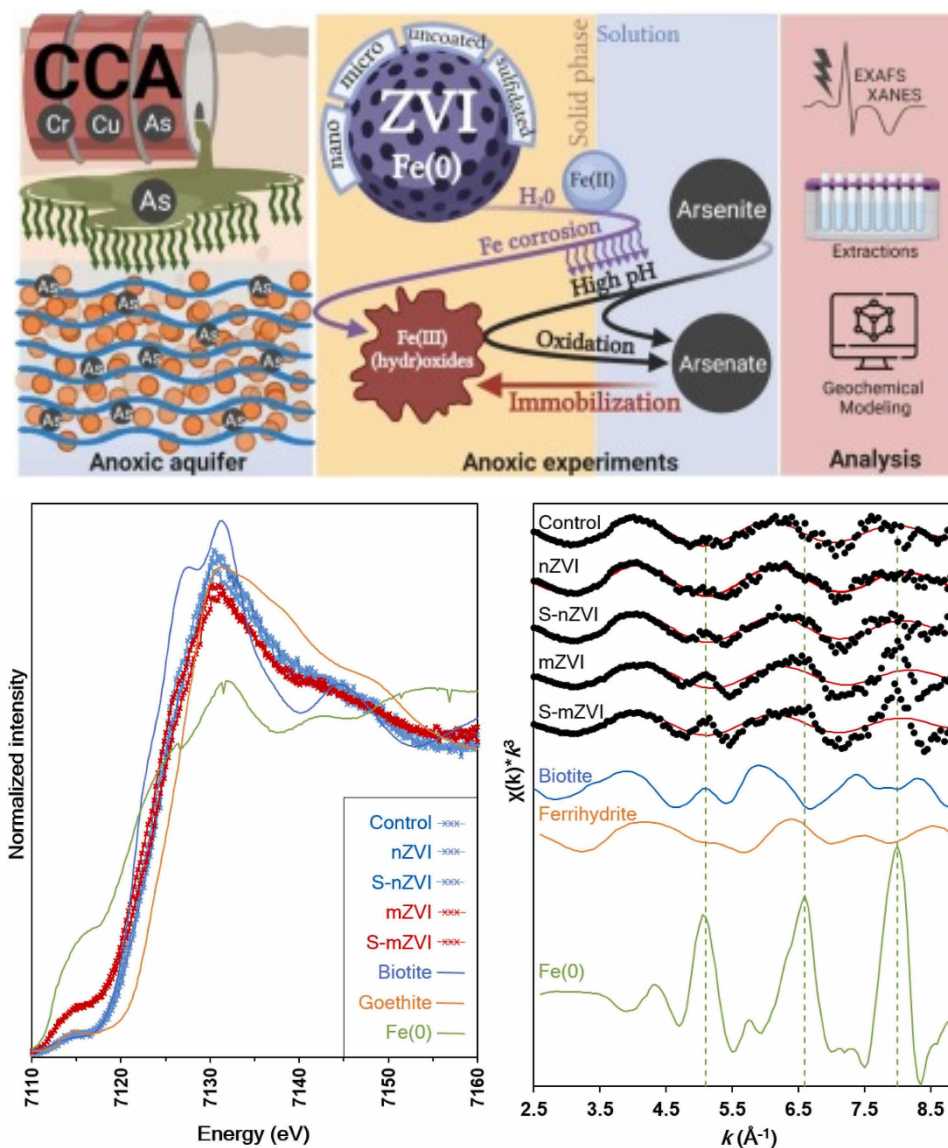 CCA
Cr Cu As
As
As
As
As
As
As
As
As
As
As
Anoxic aquifer
nano
micro
uncoated
sulfidated
ZVI
Fe(0)
Solid phase
Solution
Fe(II)
H₂0
Fe corrosion
High pH
Arsenite
Fe(III)
(hydr)oxides
Oxidation
Arsenate
Immobilization
Anoxic experiments
EXAFS
XANES
Extractions
Geochemical
Modeling
Analysis
Normalized intensity
Control
nZVI
S-nZVI
mZVI
S-mZVI
Biotite
Goethite
Fe(0)
7110 7120 7130 7140 7150 7160
Energy (eV)
χ(k)*k³
Control
nZVI
S-nZVI
mZVI
S-mZVI
Biotite
Ferrihydrite
Fe(0)
2.5 3.5 4.5 5.5 6.5 7.5 8.5
k (Å⁻¹)